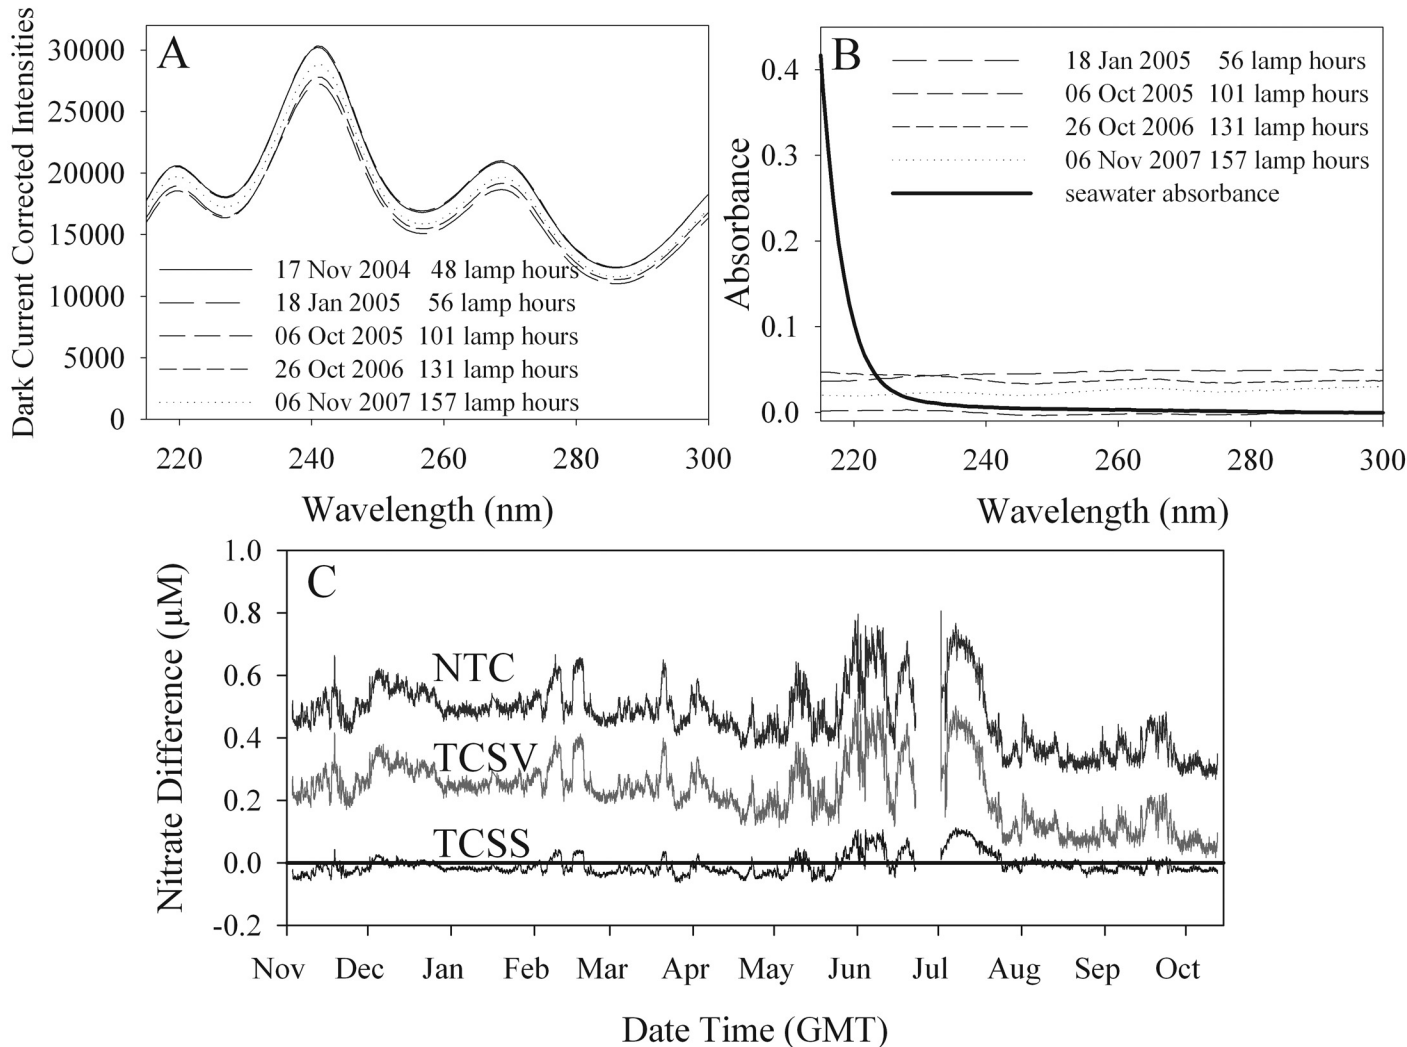 A
Dark Current Corrected Intensities
30000
25000
20000
15000
10000
5000
0
17 Nov 2004 48 lamp hours
18 Jan 2005 56 lamp hours
06 Oct 2005 101 lamp hours
26 Oct 2006 131 lamp hours
06 Nov 2007 157 lamp hours
220 240 260 280 300
Wavelength (nm)
B
Absorbance
0.4
0.3
0.2
0.1
0.0
18 Jan 2005 56 lamp hours
06 Oct 2005 101 lamp hours
26 Oct 2006 131 lamp hours
06 Nov 2007 157 lamp hours
seawater absorbance
220 240 260 280 300
Wavelength (nm)
C
Nitrate Difference (µM)
1.0
0.8
0.6
0.4
0.2
0.0
-0.2
NTC
TCSV
TCSS
Nov Dec Jan Feb Mar Apr May Jun Jul Aug Sep Oct
Date Time (GMT)